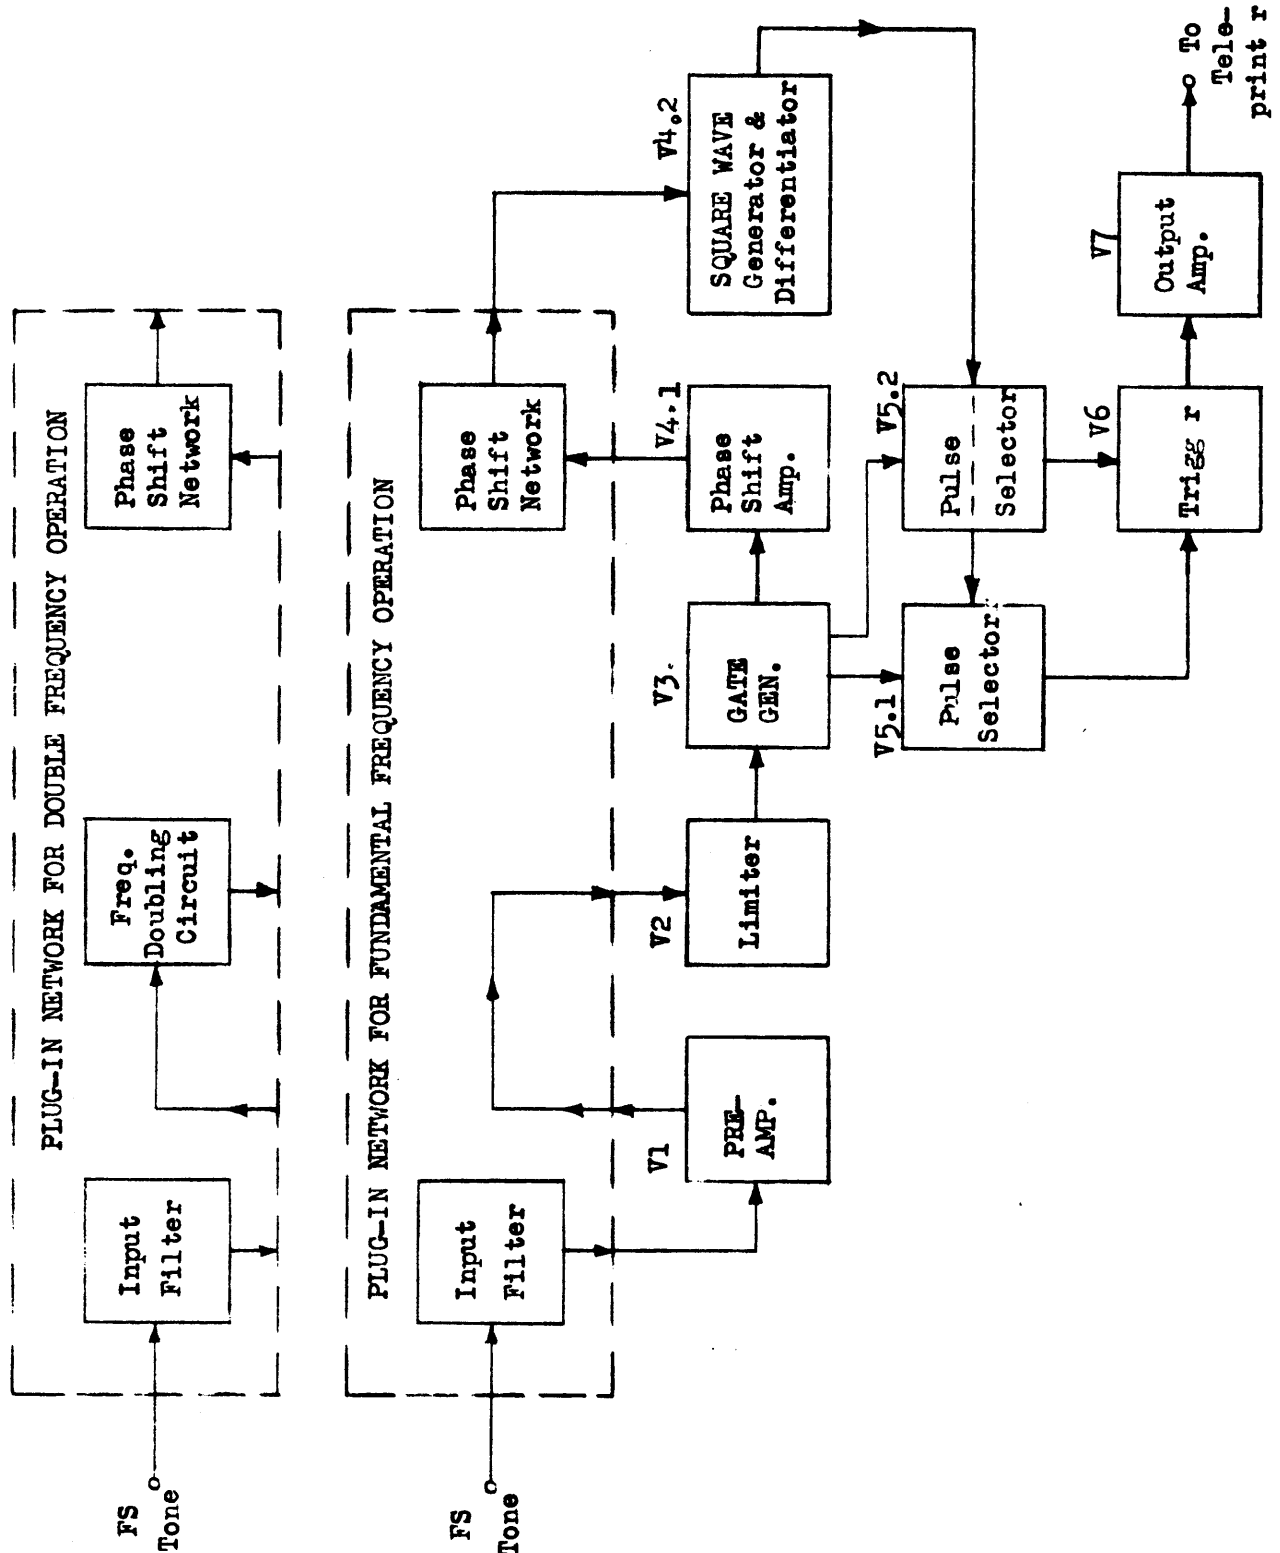 PLUG-IN NETWORK FOR DOUBLE FREQUENCY OPERATION
FS
Tone
Input
Filter
Freq.
Doubling
Circuit
Phase
Shift
Network
PLUG-IN NETWORK FOR FUNDAMENTAL FREQUENCY OPERATION
FS
Tone
Input
Filter
Phase
Shift
Network
V1
PRE-
AMP.
V2
Limiter
V3.
GATE
GEN.
V4.1
Phase
Shift
Amp.
V4.2
SQUARE WAVE
Generator &
Differentiator
V5.1
Pulse
Selector
V5.2
Pulse
Selector
V6
Trigg r
V7
Output
Amp.
To
Tele-
print r